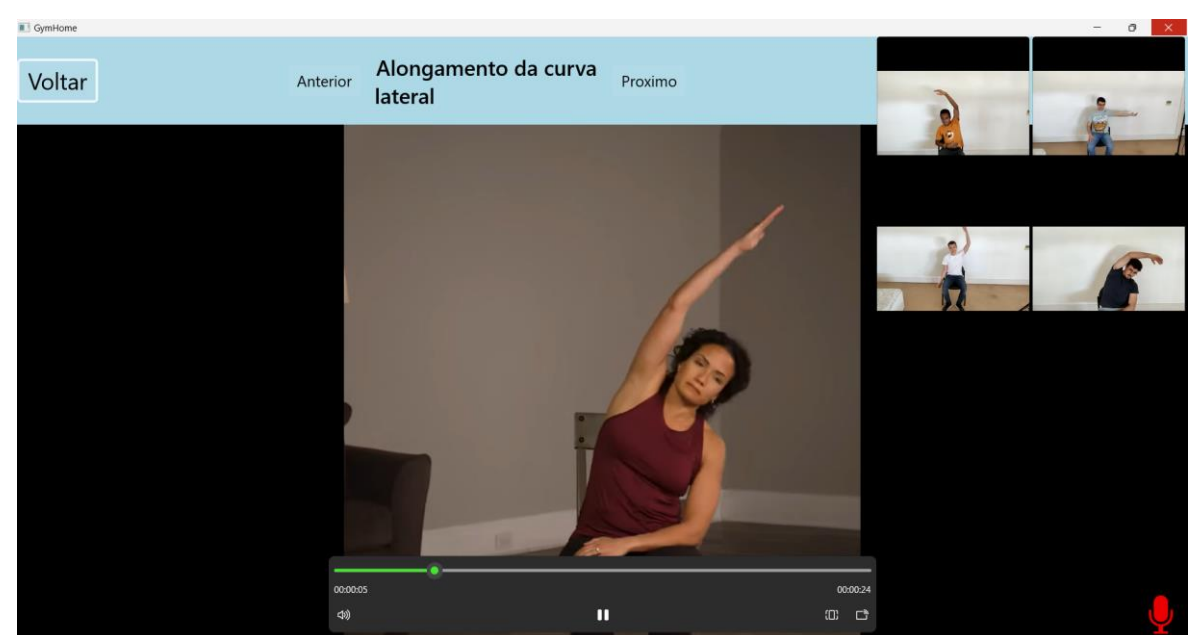 GymHome
Voltar
Anterior
Alongamento da curva
lateral
Proximo
00:00:05
00:00:24